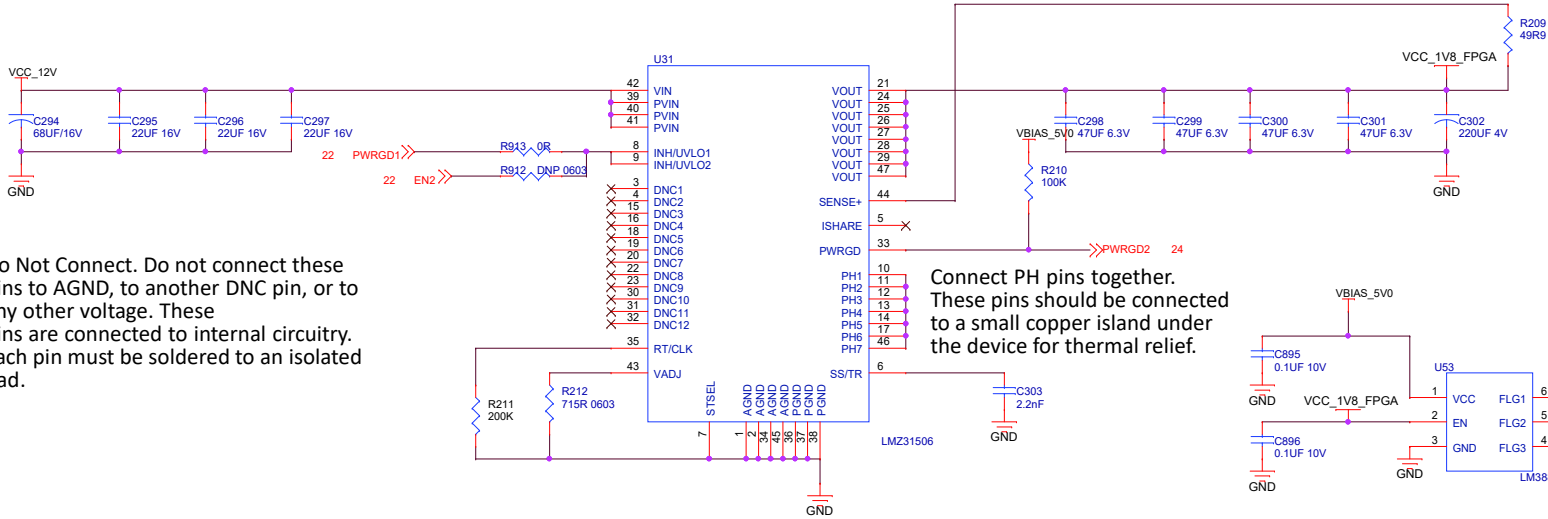 R209
49R9
U31
VCC_12V
VCC_1V8_FPGA
C294
68UF/16V
C295
22UF 16V
C296
22UF 16V
C297
22UF 16V
GND
22 PWRGD1
R913 0R
22 EN2
R912 DNP 0603
42 VIN
39 PVIN
40 PVIN
41 PVIN
8 INH/UVLO1
9 INH/UVLO2
3 DNC1
4 DNC2
15 DNC3
16 DNC4
18 DNC5
19 DNC6
20 DNC7
22 DNC8
23 DNC9
30 DNC10
31 DNC11
32 DNC12
35 RT/CLK
43 VADJ
VOUT 21
VOUT 24
VOUT 25
VOUT 26
VOUT 27
VOUT 28
VOUT 29
VOUT 47
SENSE+ 44
ISHARE 5
PWRGD 33
PH1 10
PH2 11
PH3 12
PH4 13
PH5 14
PH6 17
PH7 46
SS/TR 6
STSEL 7
AGND 1
AGND 2
AGND 34
AGND 45
PGND 36
PGND 37
PGND 38
LMZ31506
C298
47UF 6.3V
C299
47UF 6.3V
C300
47UF 6.3V
C301
47UF 6.3V
C302
220UF 4V
GND
VBIAS_5V0
R210
100K
PWRGD2 24
o Not Connect. Do not connect these
ins to AGND, to another DNC pin, or to
ny other voltage. These
ins are connected to internal circuitry.
ach pin must be soldered to an isolated
ad.
Connect PH pins together.
These pins should be connected
to a small copper island under
the device for thermal relief.
R211
200K
R212
715R 0603
C303
2.2nF
GND
GND
VBIAS_5V0
C895
0.1UF 10V
GND
VCC_1V8_FPGA
C896
0.1UF 10V
GND
GND
U53
1 VCC
2 EN
3 GND
FLG1 6
FLG2 5
FLG3 4
LM38